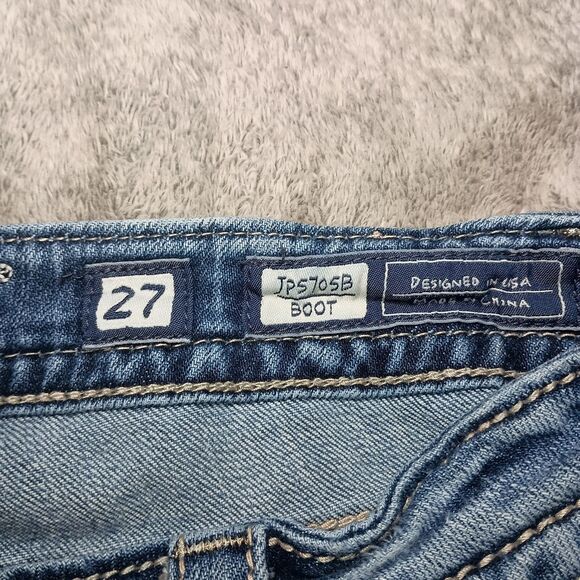 27
JP5705B
BOOT
DESIGNED IN USA
CHINA